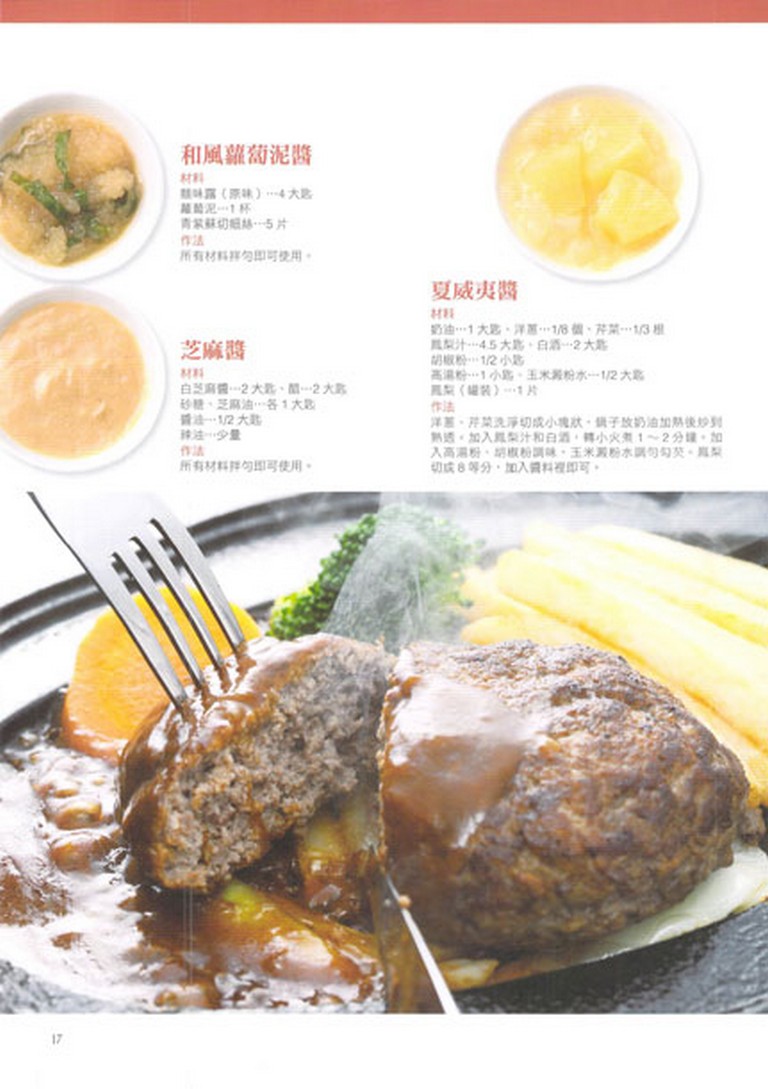 和風蘿蔔泥醬
材料
麵味露（原味）…4 大匙
蘿蔔泥…1 杯
青紫蘇切細絲…5 片
作法
所有材料拌勻即可使用。
芝麻醬
材料
白芝麻醬…2 大匙、醋…2 大匙
砂糖、芝麻油…各 1 大匙
醬油…1/2 大匙
辣油…少量
作法
所有材料拌勻即可使用。
夏威夷醬
材料
奶油…1 大匙、洋蔥…1/8 個、芹菜…1/3 根
鳳梨汁…4.5 大匙、白酒…2 大匙
胡椒粉…1/2 小匙
高湯粉…1 小匙、玉米澱粉水…1/2 大匙
鳳梨（罐裝）…1 片
作法
洋蔥、芹菜洗淨切成小塊狀，鍋子放奶油加熱後炒到
熟透。加入鳳梨汁和白酒，轉小火煮 1 ～ 2 分鐘。加
入高湯粉、胡椒粉調味，玉米澱粉水調勻勾芡。鳳梨
切成 8 等分，加入醬料裡即可。
17